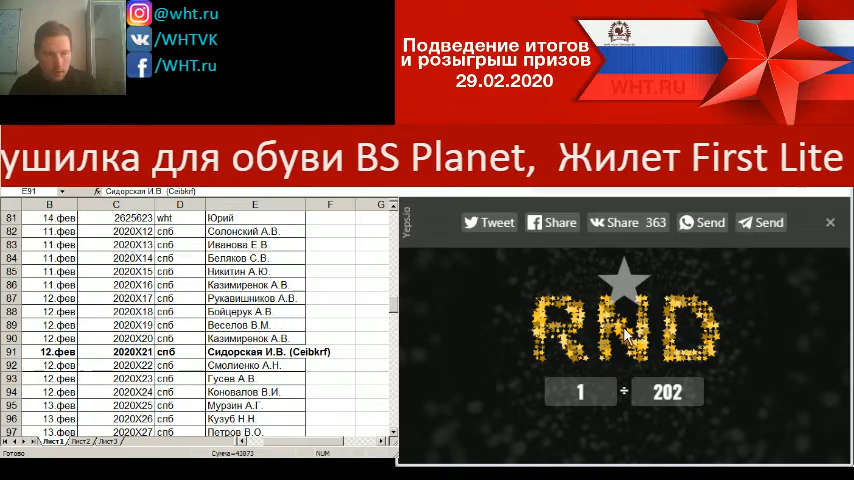 @wht.ru
/WHTVK
/WHT.ru
Подведение итогов
и розыгрыш призов
29.02.2020
WHT.RU
ушилка для обуви BS Planet, Жилет First Lite
E91 fx Сидорская И.В. (Ceibkrf)
B C D E F G
81 14.фев 2625623 wht Юрий
82 11.фев 2020X12 спб Солонский А.В.
83 11.фев 2020X13 спб Иванова Е.В.
84 11.фев 2020X14 спб Беляков С.В.
85 11.фев 2020X15 спб Никитин А.Ю.
86 11.фев 2020X16 спб Казимиренок А.В.
87 12.фев 2020X17 спб Рукавишников А.В.
88 12.фев 2020X18 спб Бойцерук А.В.
89 12.фев 2020X19 спб Веселов В.М.
90 12.фев 2020X20 спб Казимиренок А.В.
91 12.фев 2020X21 спб Сидорская И.В. (Ceibkrf)
92 12.фев 2020X22 спб Смолиенко А.Н.
93 12.фев 2020X23 спб Гусев А.В.
94 12.фев 2020X24 спб Коновалов В.И.
95 13.фев 2020X25 спб Мурзин А.Г.
96 13.фев 2020X26 спб Кузуб Н.Н.
97 13.фев 2020X27 спб Петров В.О.
Лист1 Лист2 Лист3
Готово Сумма=43873 NUM
Yeps.io
Tweet Share Share 363 Send Send
RND
1 ÷ 202